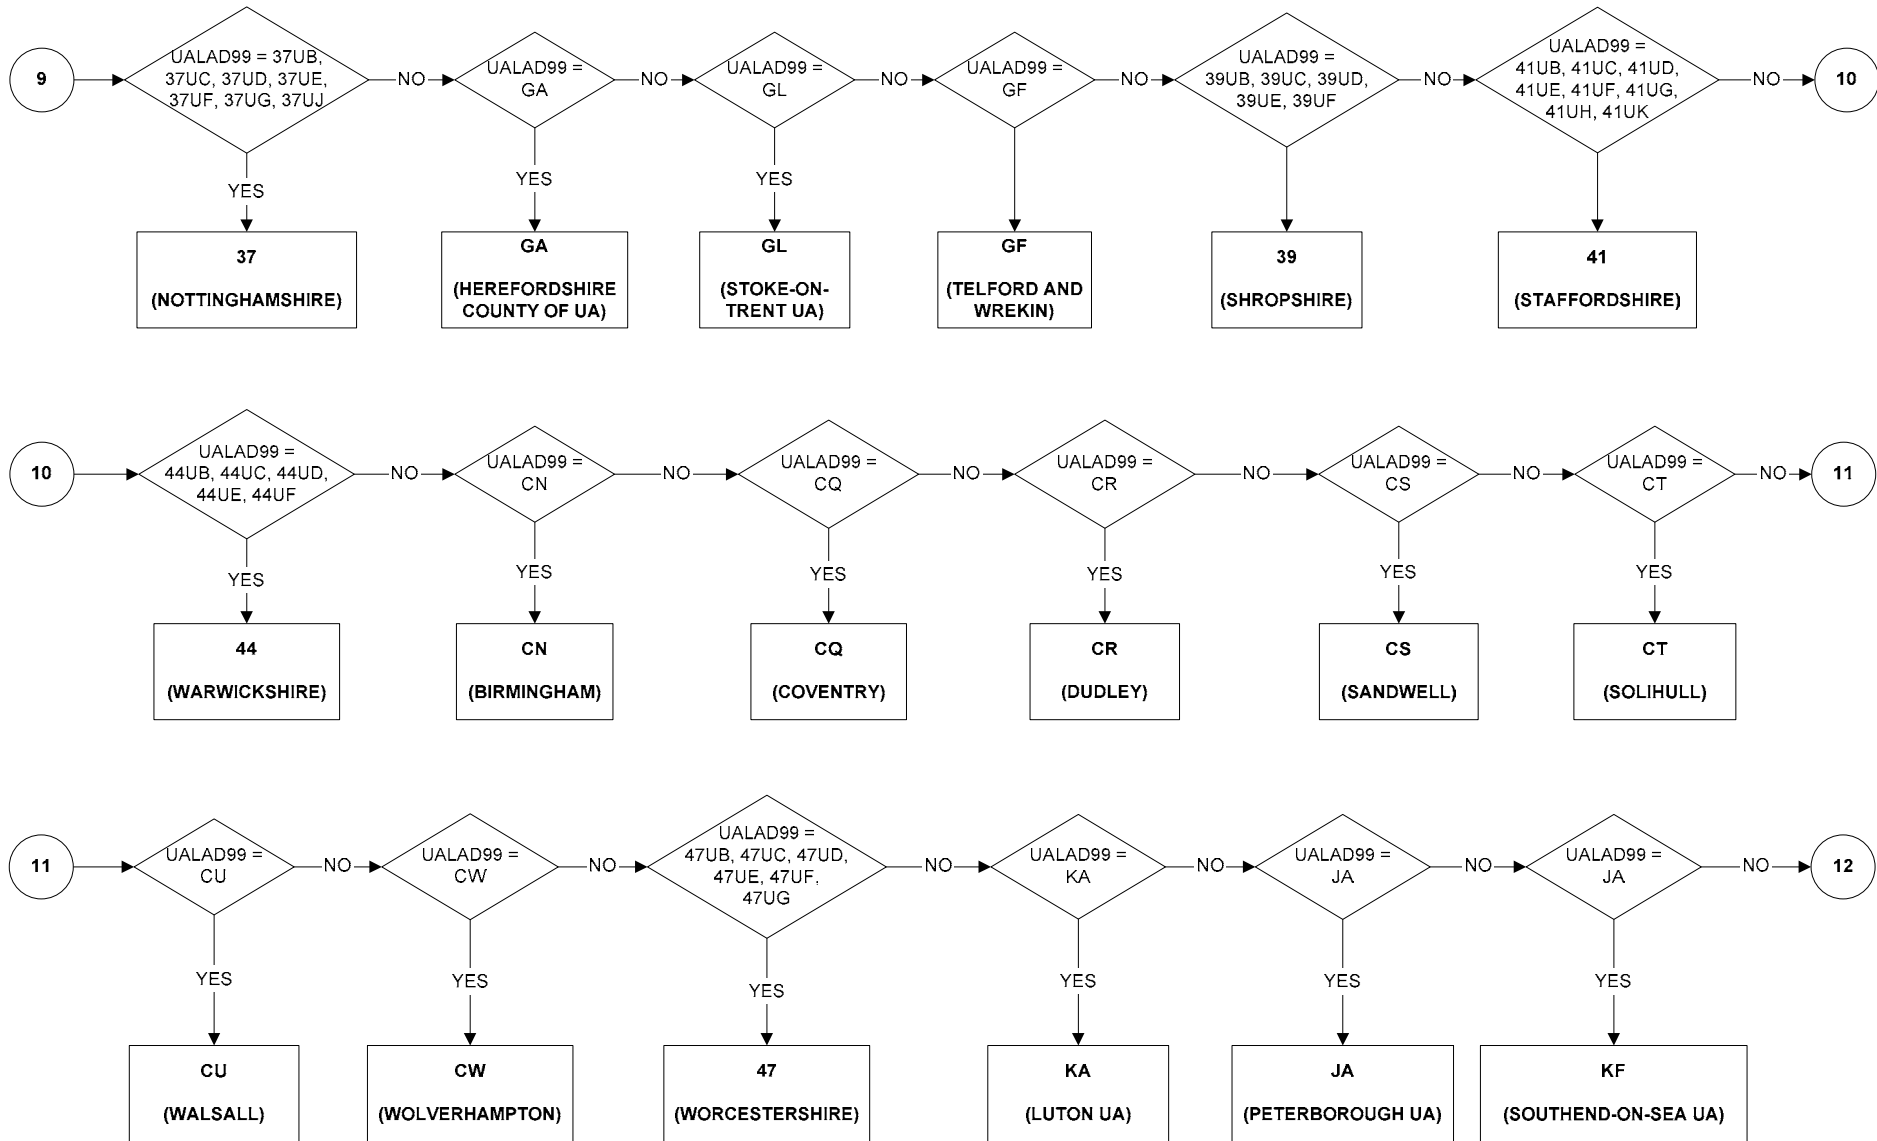 9
UALAD99 = 37UB,
37UC, 37UD, 37UE,
37UF, 37UG, 37UJ
NO
UALAD99 =
GA
NO
UALAD99 =
GL
NO
UALAD99 =
GF
NO
UALAD99 =
39UB, 39UC, 39UD,
39UE, 39UF
NO
UALAD99 =
41UB, 41UC, 41UD,
41UE, 41UF, 41UG,
41UH, 41UK
NO
10
YES
YES
YES
37
(NOTTINGHAMSHIRE)
GA
(HEREFORDSHIRE
COUNTY OF UA)
GL
(STOKE-ON-
TRENT UA)
GF
(TELFORD AND
WREKIN)
39
(SHROPSHIRE)
41
(STAFFORDSHIRE)
10
UALAD99 =
44UB, 44UC, 44UD,
44UE, 44UF
NO
UALAD99 =
CN
NO
UALAD99 =
CQ
NO
UALAD99 =
CR
NO
UALAD99 =
CS
NO
UALAD99 =
CT
NO
11
YES
YES
YES
YES
YES
YES
44
(WARWICKSHIRE)
CN
(BIRMINGHAM)
CQ
(COVENTRY)
CR
(DUDLEY)
CS
(SANDWELL)
CT
(SOLIHULL)
11
UALAD99 =
CU
NO
UALAD99 =
CW
NO
UALAD99 =
47UB, 47UC, 47UD,
47UE, 47UF,
47UG
NO
UALAD99 =
KA
NO
UALAD99 =
JA
NO
UALAD99 =
JA
NO
12
YES
YES
YES
YES
YES
YES
CU
(WALSALL)
CW
(WOLVERHAMPTON)
47
(WORCESTERSHIRE)
KA
(LUTON UA)
JA
(PETERBOROUGH UA)
KF
(SOUTHEND-ON-SEA UA)